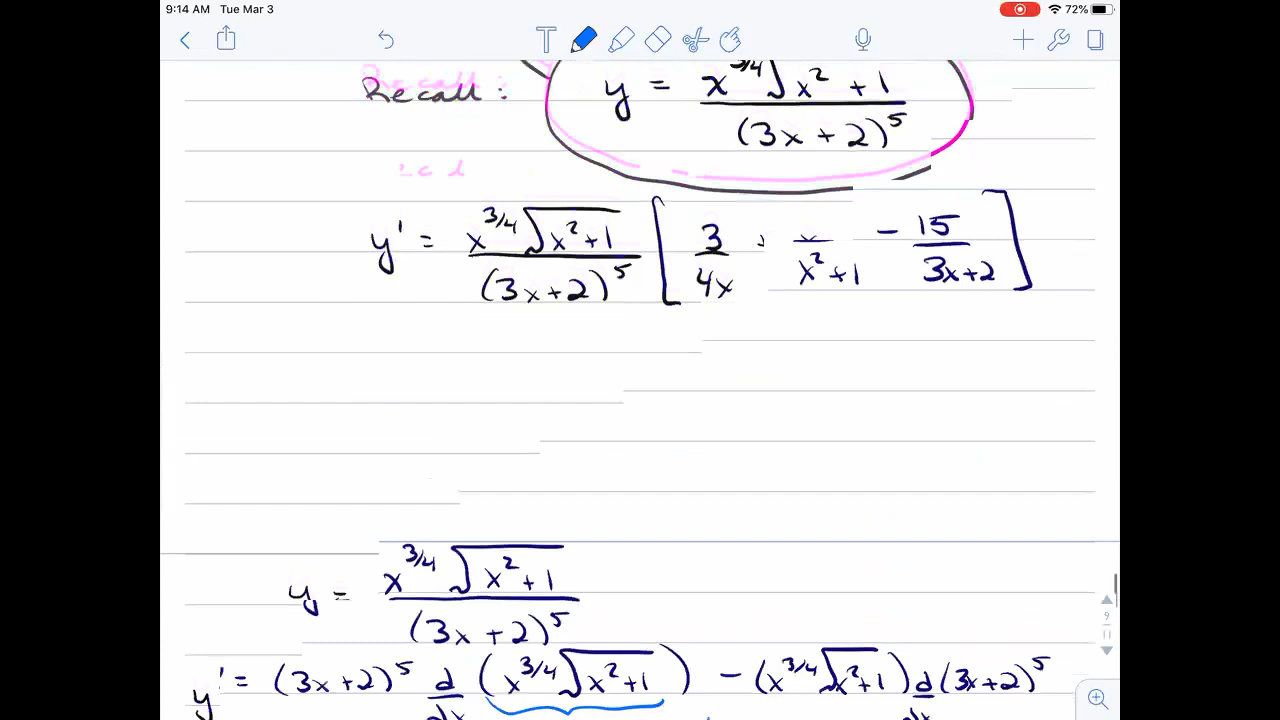 9:14 AM Tue Mar 3 72%
Recall: y = x^3/4 √x² + 1 / (3x + 2)^5
y' = x^3/4 √x²+1 / (3x+2)^5 [ 3/4x + x/x²+1 - 15/3x+2 ]
y = x^3/4 √x²+1 / (3x+2)^5
y' = (3x+2)^5 d/dx (x^3/4 √x²+1) - (x^3/4 √x²+1) d/dx (3x+2)^5
9
11